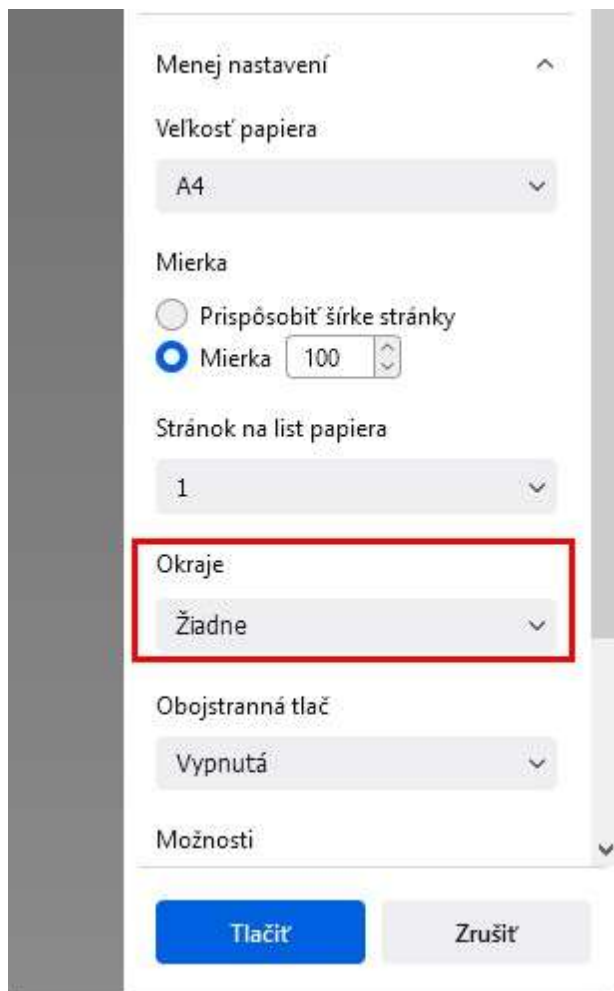 Menej nastavení
Veľkosť papiera
A4
Mierka
Prispôsobiť šírke stránky
Mierka 100
Stránok na list papiera
1
Okraje
Žiadne
Obojstranná tlač
Vypnutá
Možnosti
Tlačiť Zrušiť